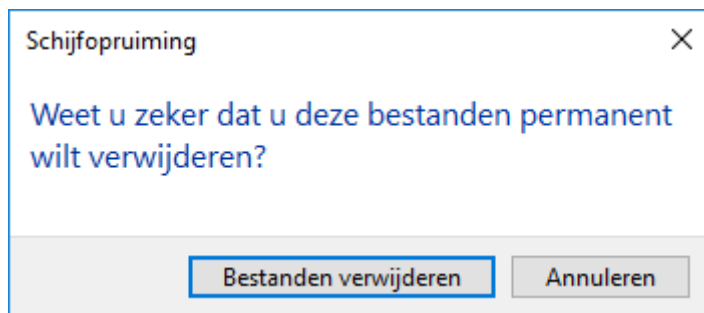 Schijfopruiming
Weet u zeker dat u deze bestanden permanent
wilt verwijderen?
Bestanden verwijderen
Annuleren